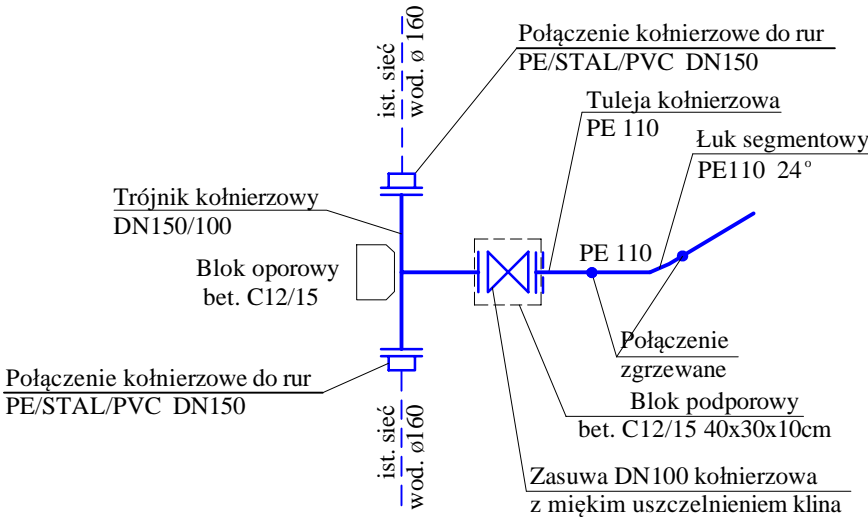 ist. sieć
wod. ø 160
Połączenie kołnierzowe do rur
PE/STAL/PVC DN150
Tuleja kołnierzowa
PE 110
Łuk segmentowy
PE110 24°
Trójnik kołnierzowy
DN150/100
Blok oporowy
bet. C12/15
PE 110
Połączenie
zgrzewane
Połączenie kołnierzowe do rur
PE/STAL/PVC DN150
Blok podporowy
bet. C12/15 40x30x10cm
ist. sieć
wod. ø160
Zasuwa DN100 kołnierzowa
z miękim uszczelnieniem klina